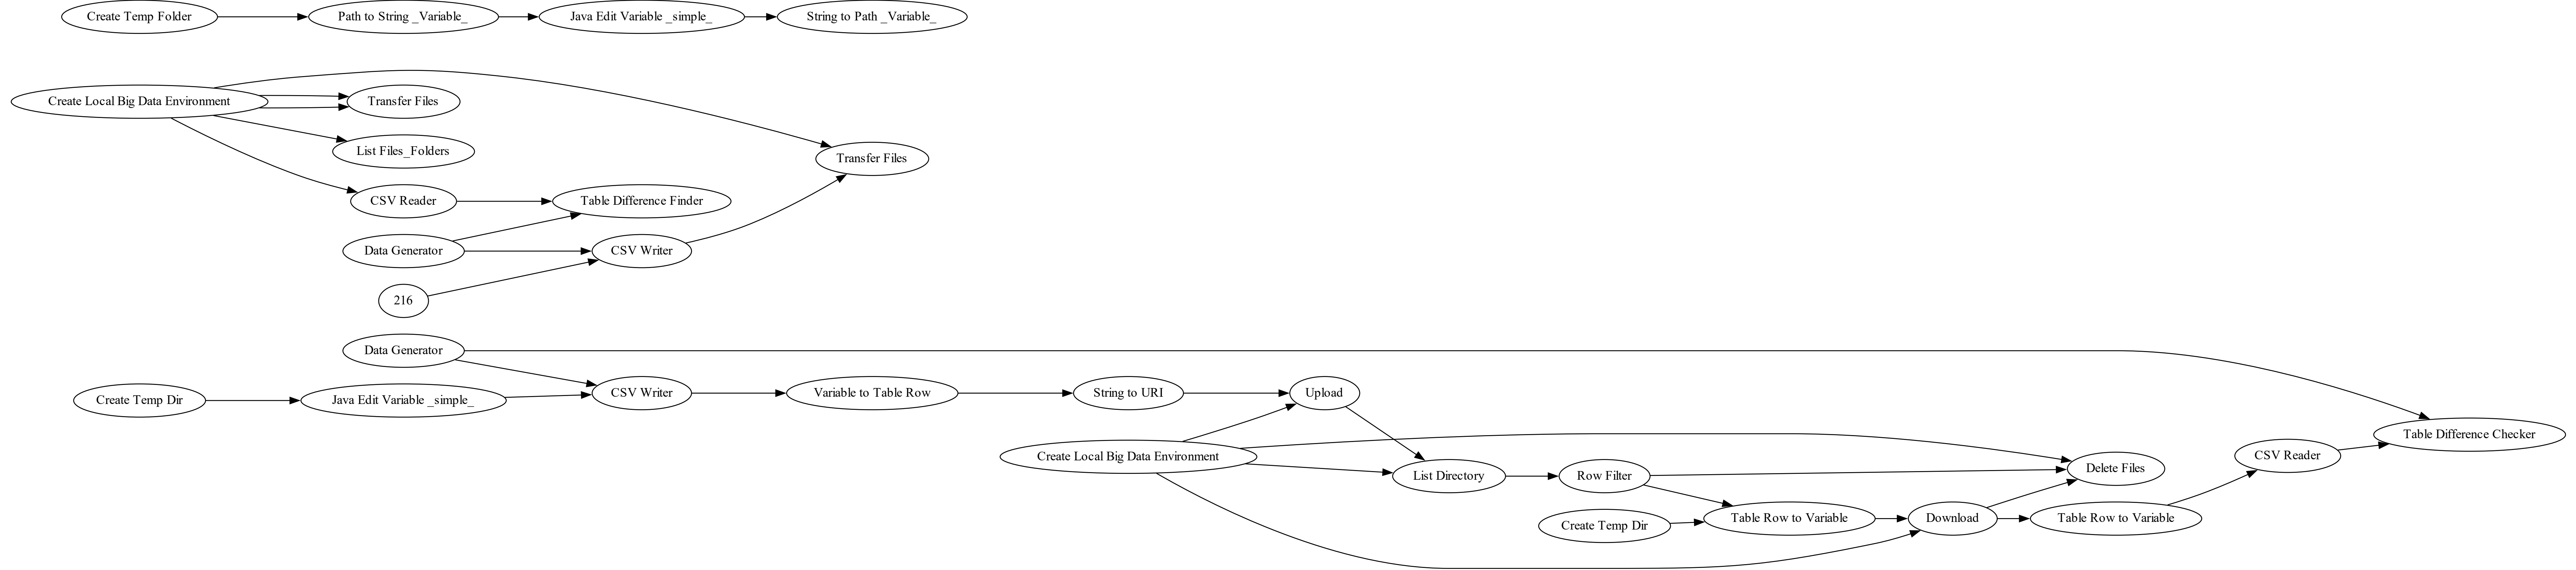 Create Temp Folder
Path to String _Variable_
Java Edit Variable _simple_
String to Path _Variable_
Create Local Big Data Environment
Transfer Files
List Files_Folders
Transfer Files
CSV Reader
Table Difference Finder
Data Generator
CSV Writer
216
Data Generator
Create Temp Dir
Java Edit Variable _simple_
CSV Writer
Variable to Table Row
String to URI
Upload
Create Local Big Data Environment
List Directory
Row Filter
Create Temp Dir
Table Row to Variable
Download
Delete Files
Table Row to Variable
CSV Reader
Table Difference Checker